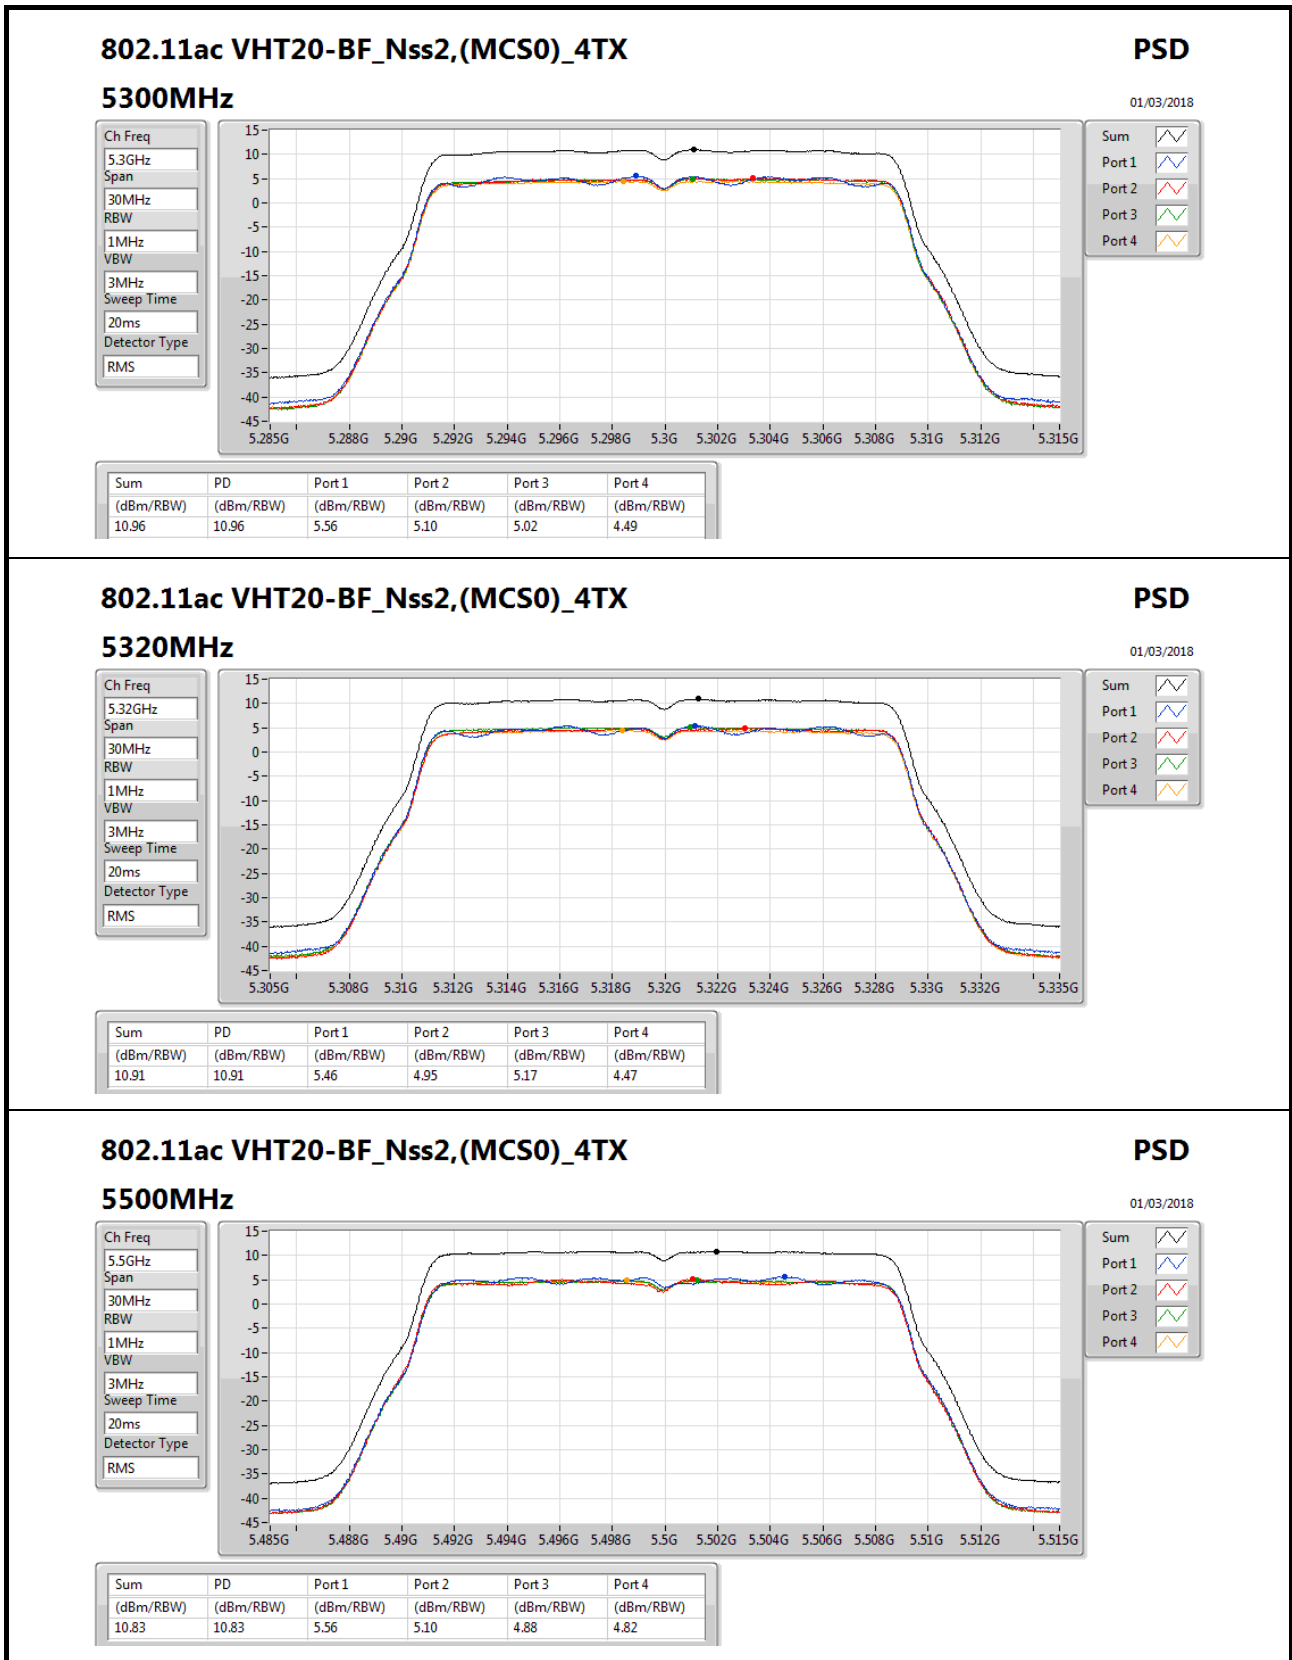 802.11ac VHT20-BF_Nss2,(MCS0)_4TX PSD
5300MHz 01/03/2018
Ch Freq
5.3GHz
Span
30MHz
RBW
1MHz
VBW
3MHz
Sweep Time
20ms
Detector Type
RMS
15
10
5
0
-5
-10
-15
-20
-25
-30
-35
-40
-45
5.285G 5.288G 5.29G 5.292G 5.294G 5.296G 5.298G 5.3G 5.302G 5.304G 5.306G 5.308G 5.31G 5.312G 5.315G
Sum
Port 1
Port 2
Port 3
Port 4
Sum PD Port 1 Port 2 Port 3 Port 4
(dBm/RBW) (dBm/RBW) (dBm/RBW) (dBm/RBW) (dBm/RBW) (dBm/RBW)
10.96 10.96 5.56 5.10 5.02 4.49
802.11ac VHT20-BF_Nss2,(MCS0)_4TX PSD
5320MHz 01/03/2018
Ch Freq
5.32GHz
Span
30MHz
RBW
1MHz
VBW
3MHz
Sweep Time
20ms
Detector Type
RMS
15
10
5
0
-5
-10
-15
-20
-25
-30
-35
-40
-45
5.305G 5.308G 5.31G 5.312G 5.314G 5.316G 5.318G 5.32G 5.322G 5.324G 5.326G 5.328G 5.33G 5.332G 5.335G
Sum
Port 1
Port 2
Port 3
Port 4
Sum PD Port 1 Port 2 Port 3 Port 4
(dBm/RBW) (dBm/RBW) (dBm/RBW) (dBm/RBW) (dBm/RBW) (dBm/RBW)
10.91 10.91 5.46 4.95 5.17 4.47
802.11ac VHT20-BF_Nss2,(MCS0)_4TX PSD
5500MHz 01/03/2018
Ch Freq
5.5GHz
Span
30MHz
RBW
1MHz
VBW
3MHz
Sweep Time
20ms
Detector Type
RMS
15
10
5
0
-5
-10
-15
-20
-25
-30
-35
-40
-45
5.485G 5.488G 5.49G 5.492G 5.494G 5.496G 5.498G 5.5G 5.502G 5.504G 5.506G 5.508G 5.51G 5.512G 5.515G
Sum
Port 1
Port 2
Port 3
Port 4
Sum PD Port 1 Port 2 Port 3 Port 4
(dBm/RBW) (dBm/RBW) (dBm/RBW) (dBm/RBW) (dBm/RBW) (dBm/RBW)
10.83 10.83 5.56 5.10 4.88 4.82